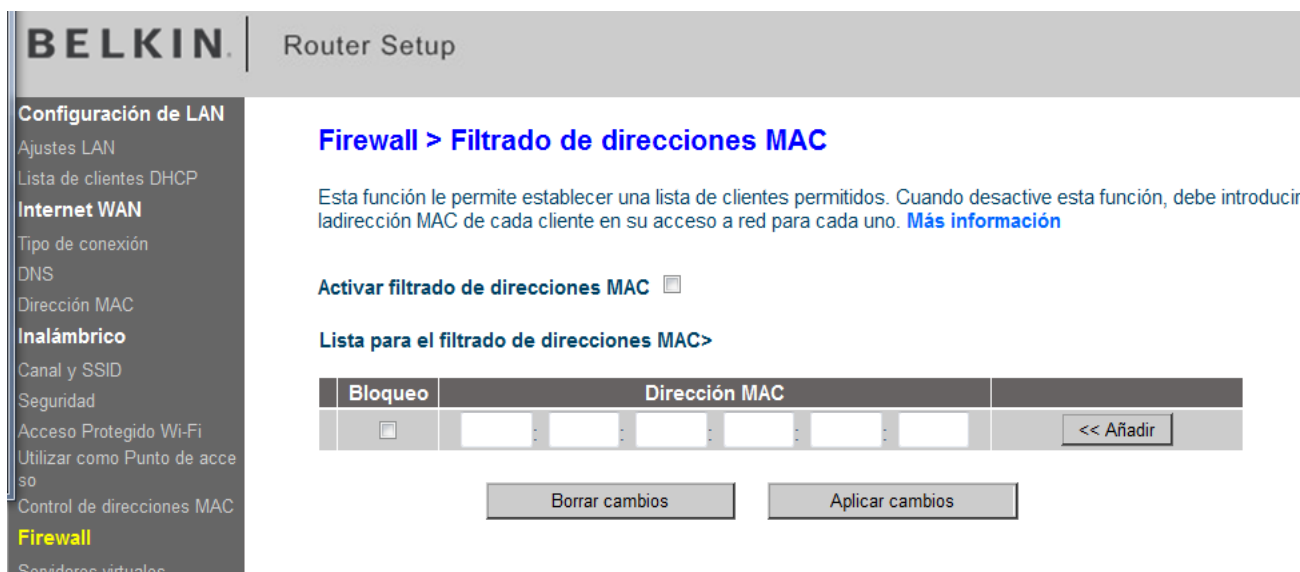 BELKIN.
Router Setup
Configuración de LAN
Ajustes LAN
Lista de clientes DHCP
Internet WAN
Tipo de conexión
DNS
Dirección MAC
Inalámbrico
Canal y SSID
Seguridad
Acceso Protegido Wi-Fi
Utilizar como Punto de acce
so
Control de direcciones MAC
Firewall
Servidores virtuales
Firewall > Filtrado de direcciones MAC
Esta función le permite establecer una lista de clientes permitidos. Cuando desactive esta función, debe introducir
ladirección MAC de cada cliente en su acceso a red para cada uno. Más información
Activar filtrado de direcciones MAC
Lista para el filtrado de direcciones MAC>
Bloqueo Dirección MAC
: : : : : << Añadir
Borrar cambios Aplicar cambios